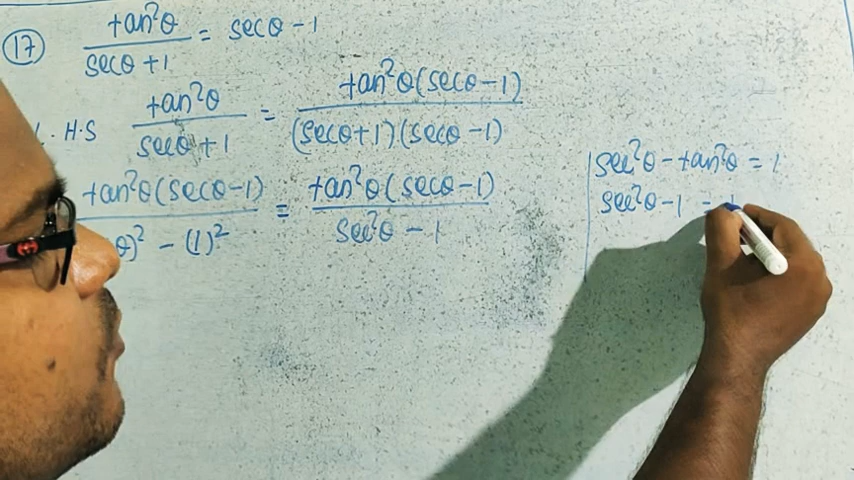 (17) tan²θ / secθ + 1 = secθ - 1
. H.S tan²θ / secθ + 1 = tan²θ(secθ-1) / (secθ+1)(secθ-1)
tan²θ(secθ-1) / θ)² - (1)² = tan²θ(secθ-1) / sec²θ - 1
sec²θ - tan²θ = 1
sec²θ - 1 =